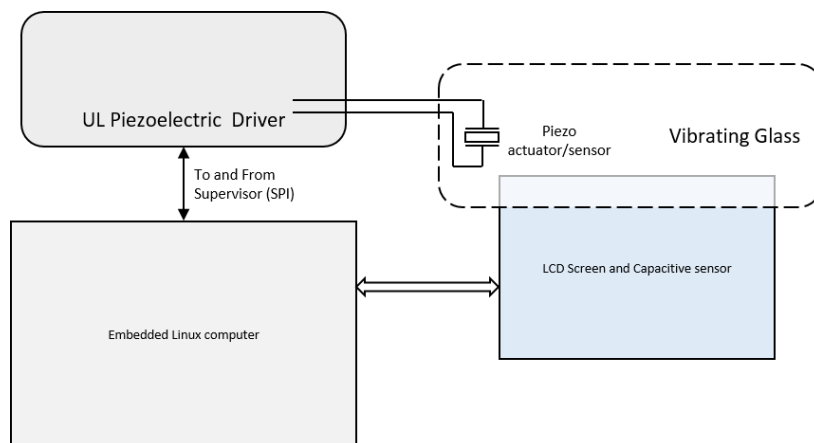 UL Piezoelectric Driver
Piezo
actuator/sensor
Vibrating Glass
To and From
Supervisor (SPI)
LCD Screen and Capacitive sensor
Embedded Linux computer